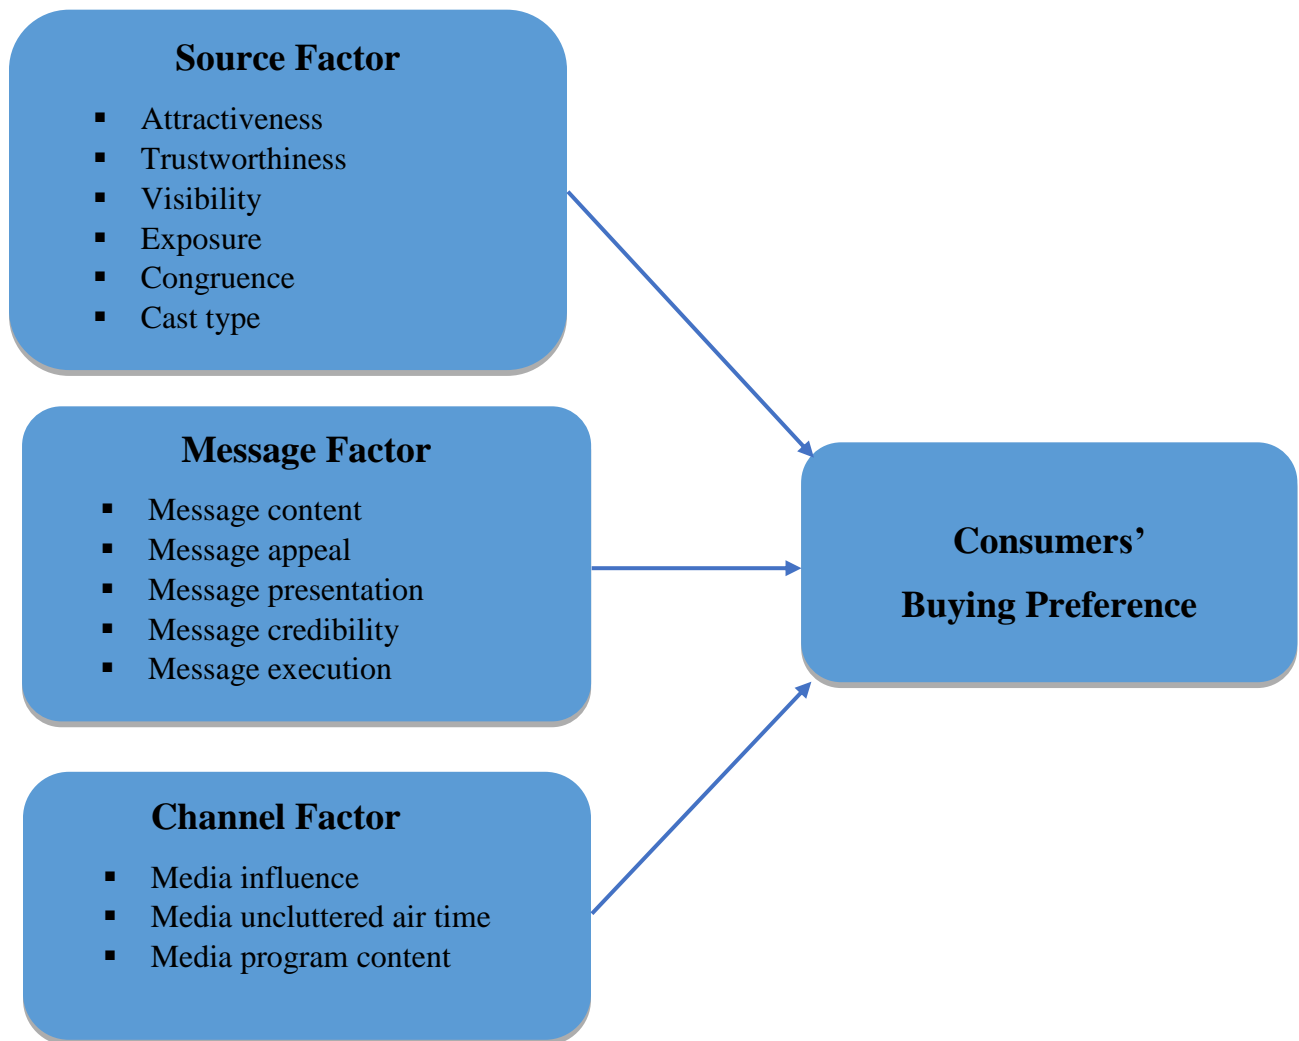 Source Factor
▪ Attractiveness
▪ Trustworthiness
▪ Visibility
▪ Exposure
▪ Congruence
▪ Cast type
Message Factor
▪ Message content
▪ Message appeal
▪ Message presentation
▪ Message credibility
▪ Message execution
Channel Factor
▪ Media influence
▪ Media uncluttered air time
▪ Media program content
Consumers’
Buying Preference